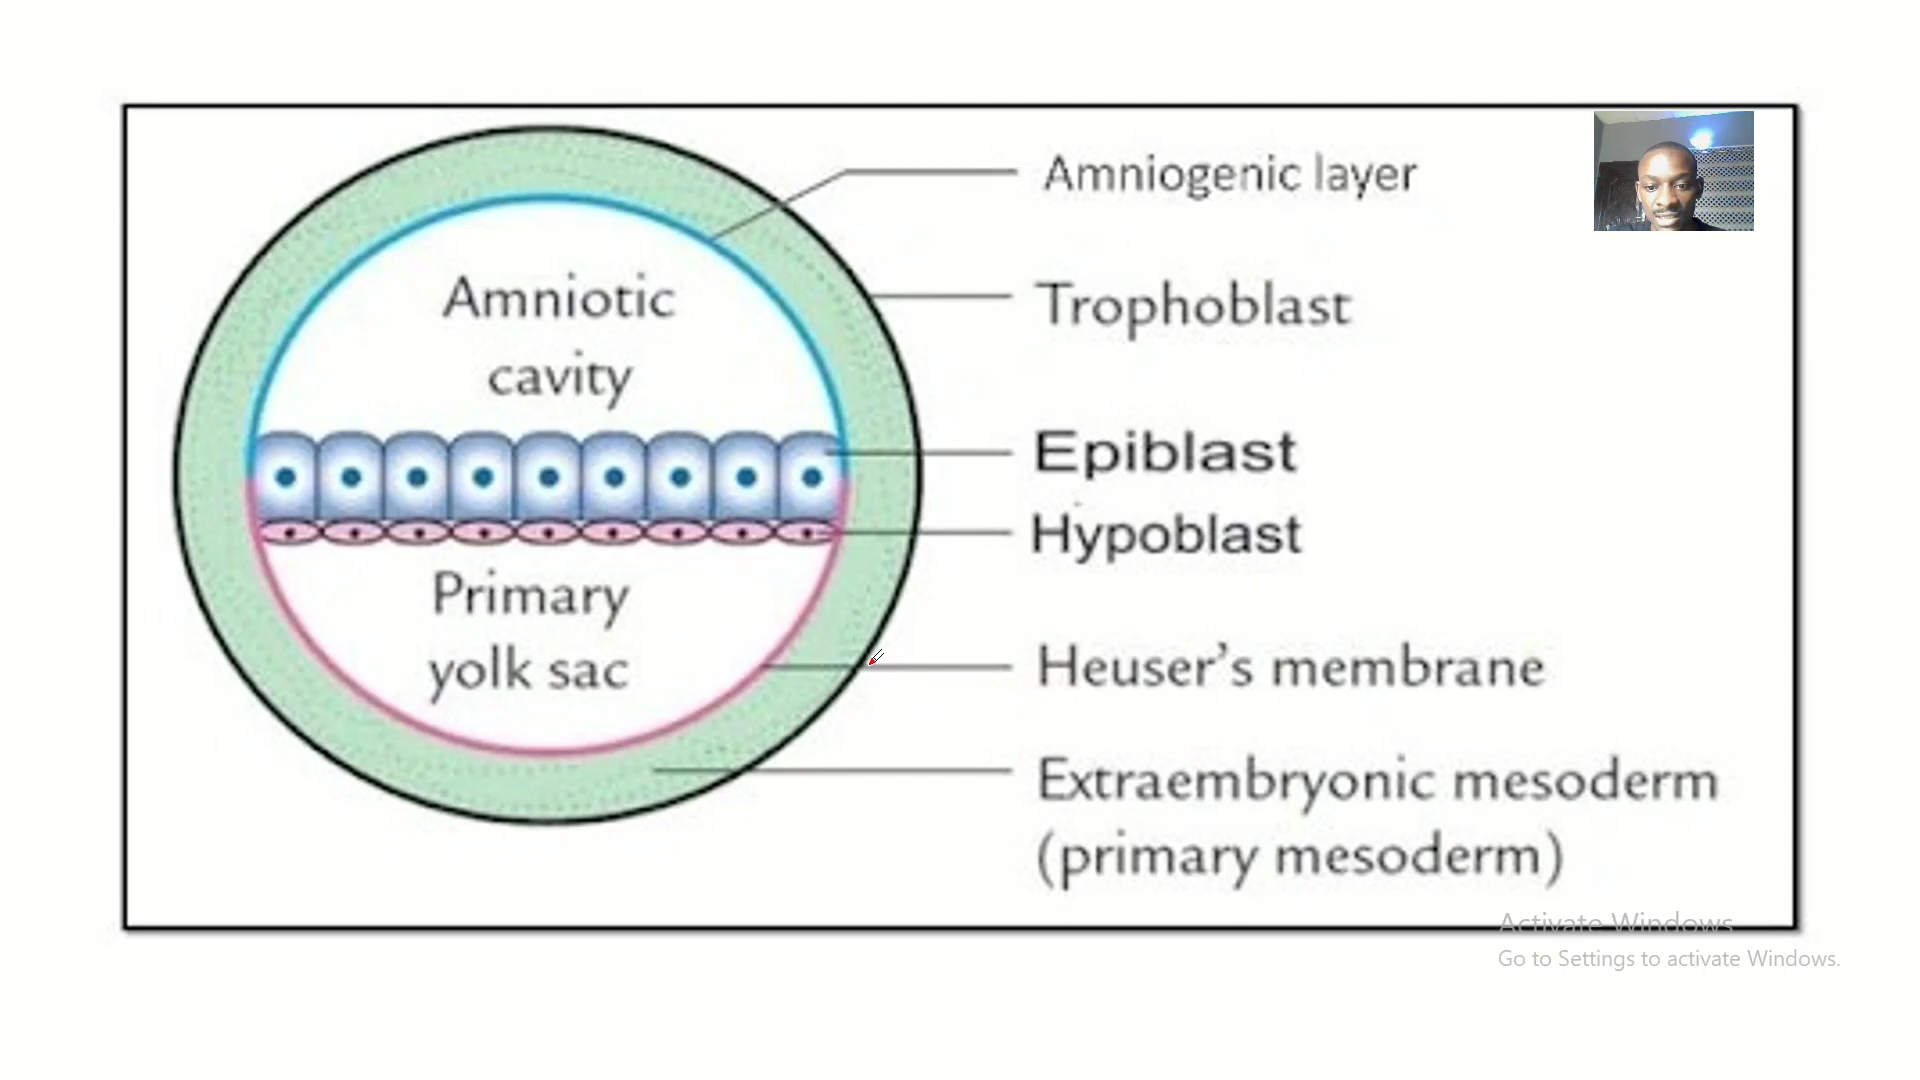 Amniogenic layer
Trophoblast
Amniotic
cavity
Epiblast
Hypoblast
Primary
yolk sac
Heuser’s membrane
Extraembryonic mesoderm
(primary mesoderm)
Activate Windows
Go to Settings to activate Windows.